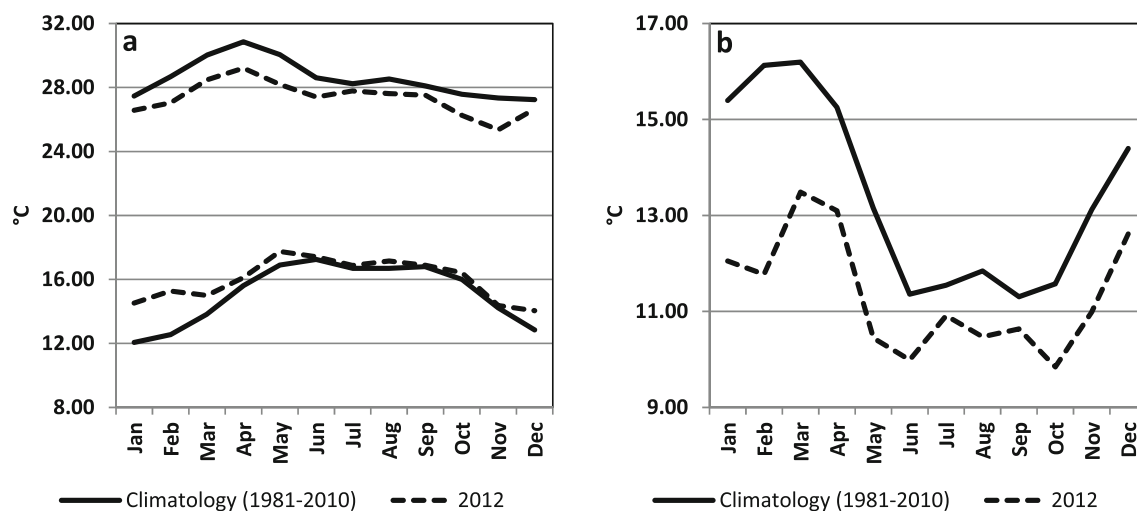 a
°C
32.00
28.00
24.00
20.00
16.00
12.00
8.00
Jan
Feb
Mar
Apr
May
Jun
Jul
Aug
Sep
Oct
Nov
Dec
Climatology (1981-2010)
2012
b
°C
17.00
15.00
13.00
11.00
9.00
Jan
Feb
Mar
Apr
May
Jun
Jul
Aug
Sep
Oct
Nov
Dec
Climatology (1981-2010)
2012